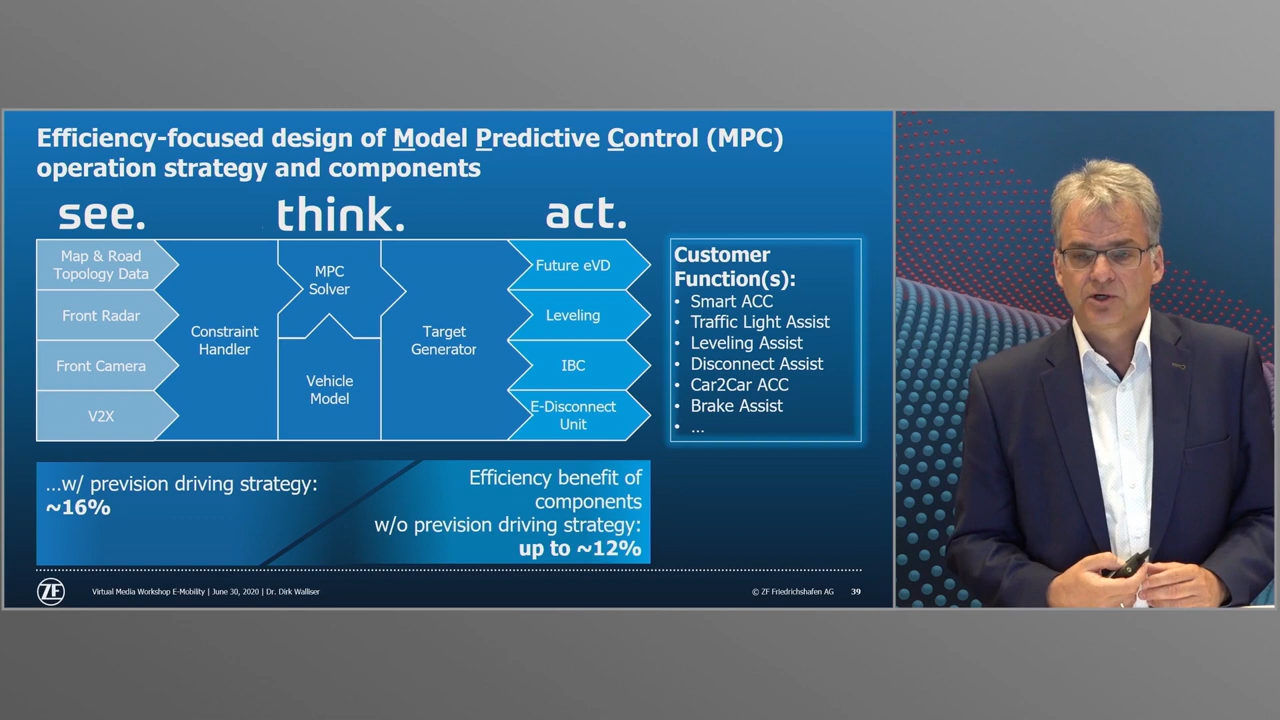 Efficiency-focused design of Model Predictive Control (MPC)
operation strategy and components
see. think. act.
Map & Road
Topology Data
Front Radar
Front Camera
V2X
Constraint
Handler
MPC
Solver
Vehicle
Model
Target
Generator
Future eVD
Leveling
IBC
E-Disconnect
Unit
Customer
Function(s):
• Smart ACC
• Traffic Light Assist
• Leveling Assist
• Disconnect Assist
• Car2Car ACC
• Brake Assist
• ...
...w/ prevision driving strategy:
~16%
Efficiency benefit of
components
w/o prevision driving strategy:
up to ~12%
ZF
Virtual Media Workshop E-Mobility | June 30, 2020 | Dr. Dirk Walliser
© ZF Friedrichshafen AG 39